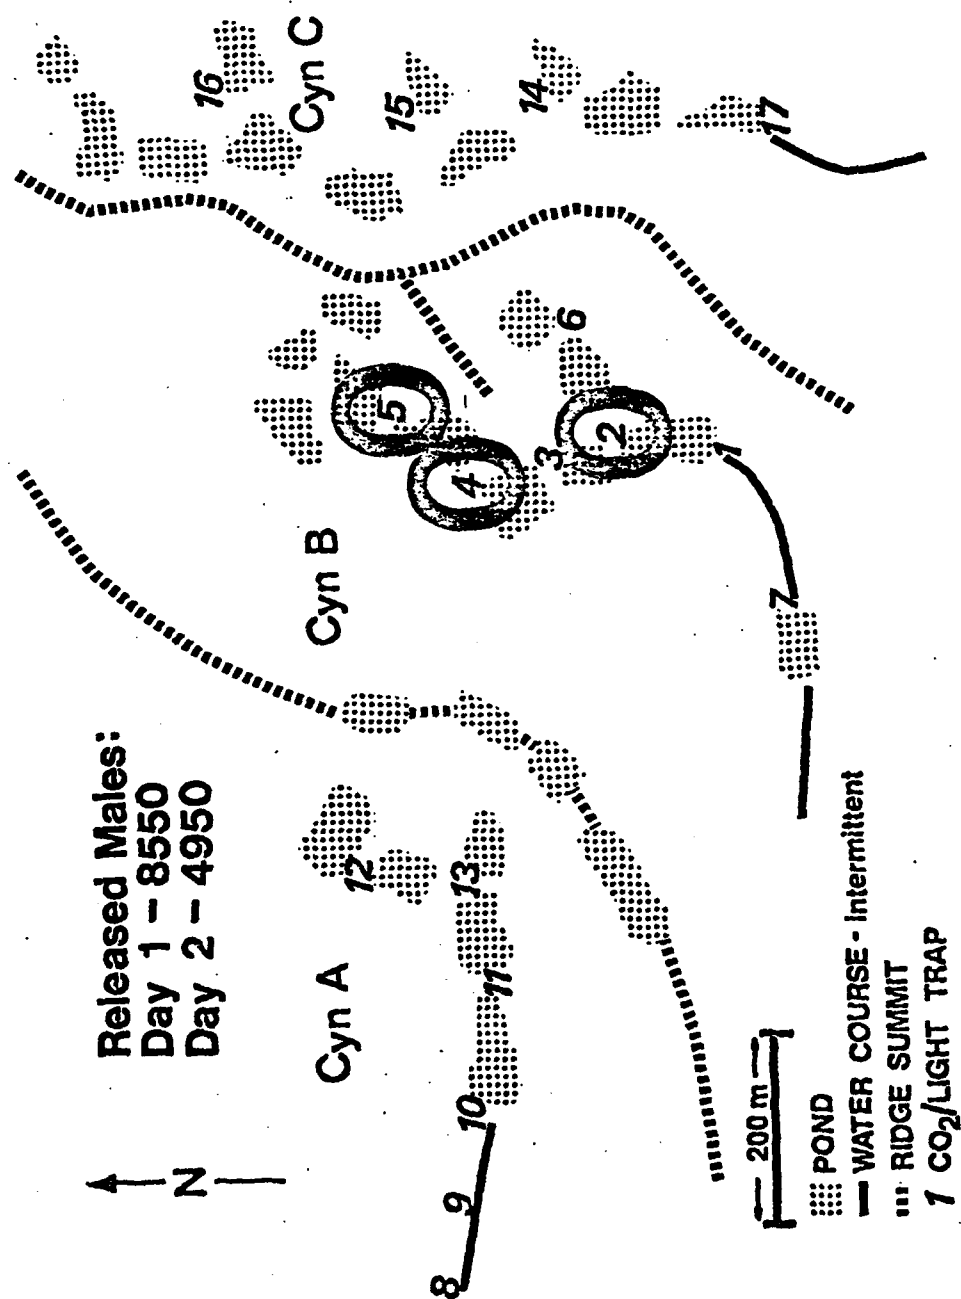 Released Males:
Day 1 - 8550
Day 2 - 4950
N
Cyn A
Cyn B
Cyn C
8
9
10
11
12
13
7
1
2
3
4
5
6
14
15
16
17
200 m
POND
WATER COURSE - Intermittent
RIDGE SUMMIT
1 CO₂/LIGHT TRAP